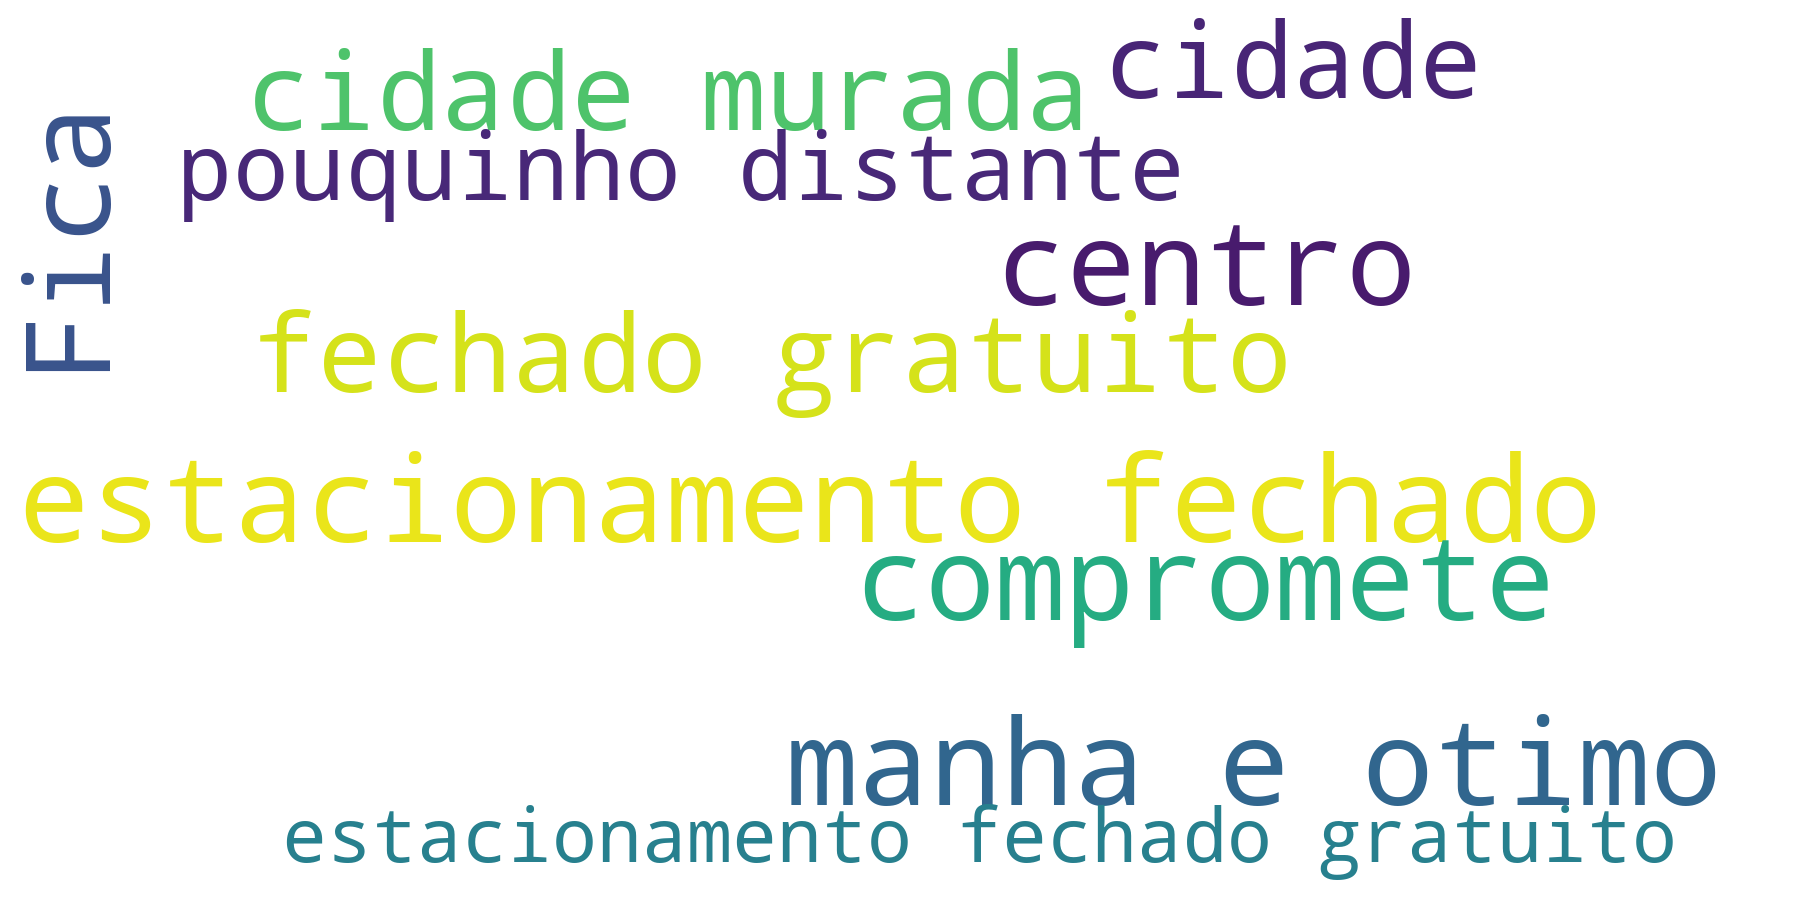 cidade
cidade murada
Fica
pouquinho distante
centro
fechado gratuito
estacionamento fechado
compromete
manha e otimo
estacionamento fechado gratuito